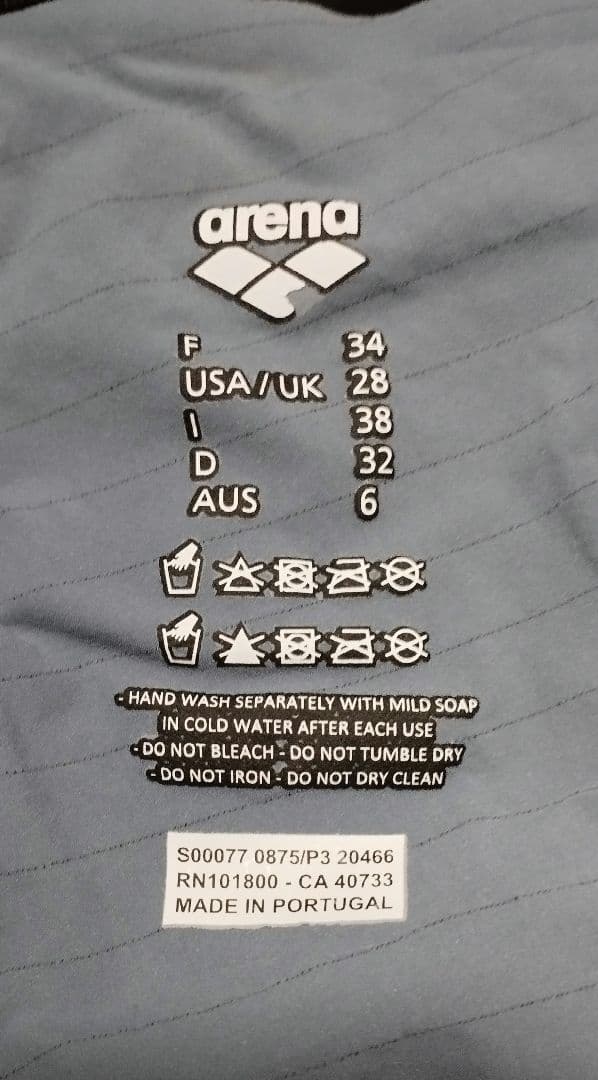 arena
F 34
USA/UK 28
I 38
D 32
AUS 6
- HAND WASH SEPARATELY WITH MILD SOAP
IN COLD WATER AFTER EACH USE
- DO NOT BLEACH - DO NOT TUMBLE DRY
- DO NOT IRON - DO NOT DRY CLEAN
S00077 0875/P3 20466
RN101800 - CA 40733
MADE IN PORTUGAL